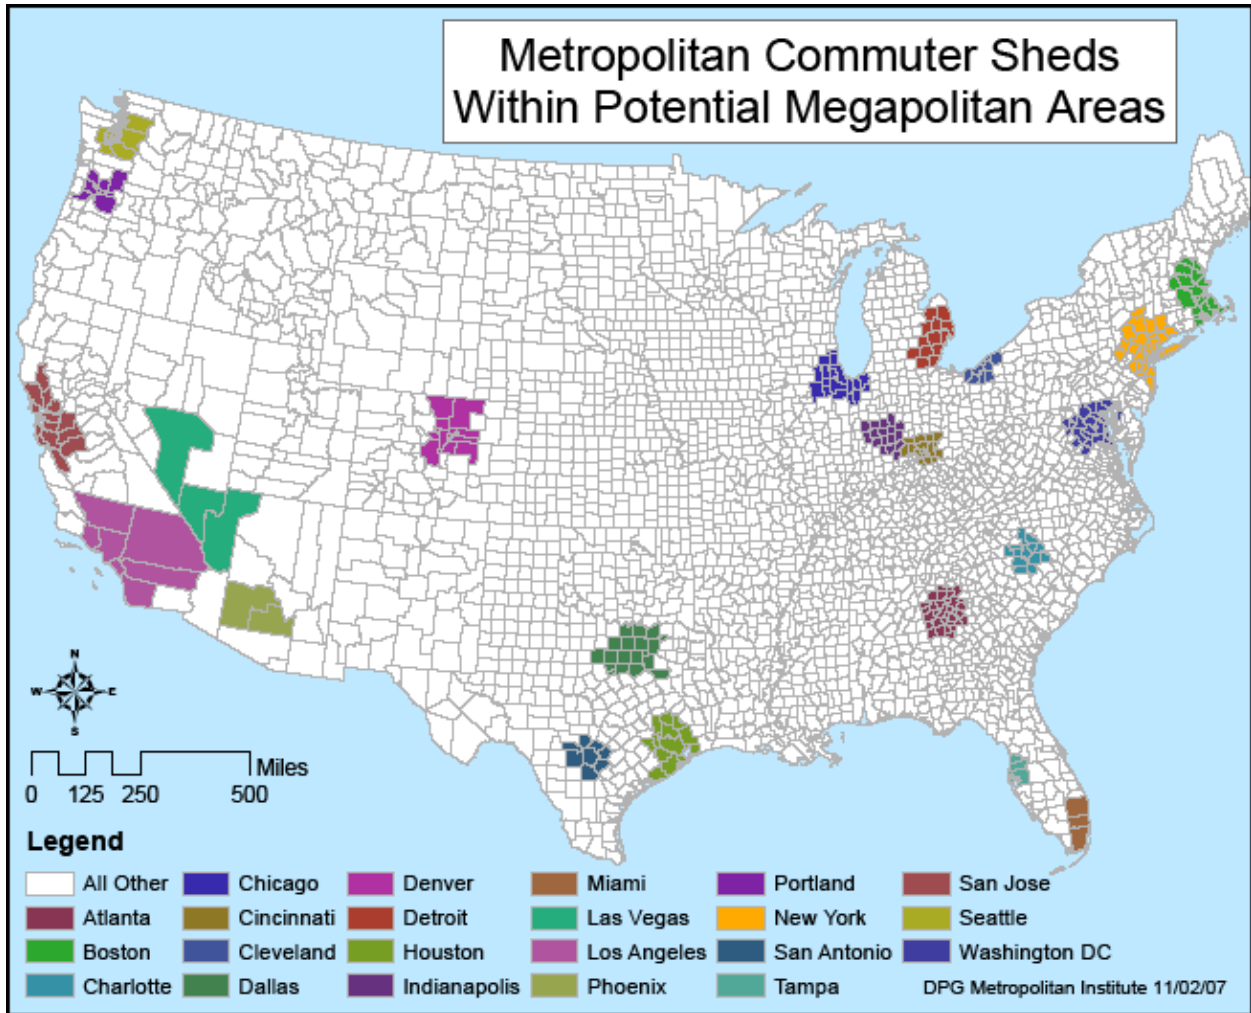 Metropolitan Commuter Sheds
Within Potential Megapolitan Areas
N
W E
S
Miles
0 125 250 500
Legend
All Other Chicago Denver Miami Portland San Jose
Atlanta Cincinnati Detroit Las Vegas New York Seattle
Boston Cleveland Houston Los Angeles San Antonio Washington DC
Charlotte Dallas Indianapolis Phoenix Tampa DPG Metropolitan Institute 11/02/07